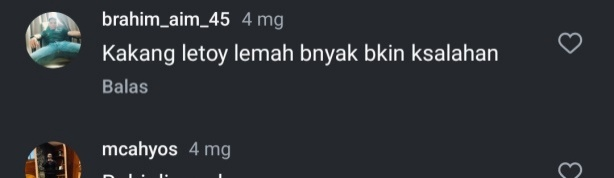 brahim_aim_45 4 mg
Kakang letoy lemah bnyak bkin ksalahan
Balas
mcahyos 4 mg